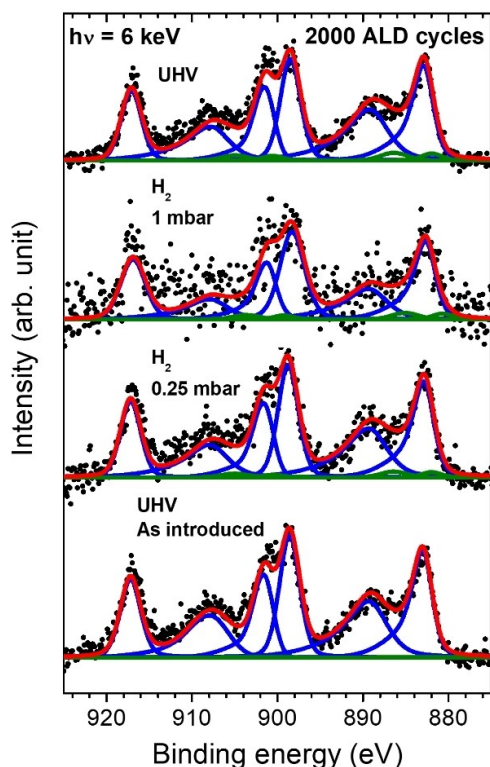 hν = 6 keV 2000 ALD cycles
UHV
H₂
1 mbar
H₂
0.25 mbar
UHV
As introduced
Intensity (arb. unit)
920 910 900 890 880
Binding energy (eV)